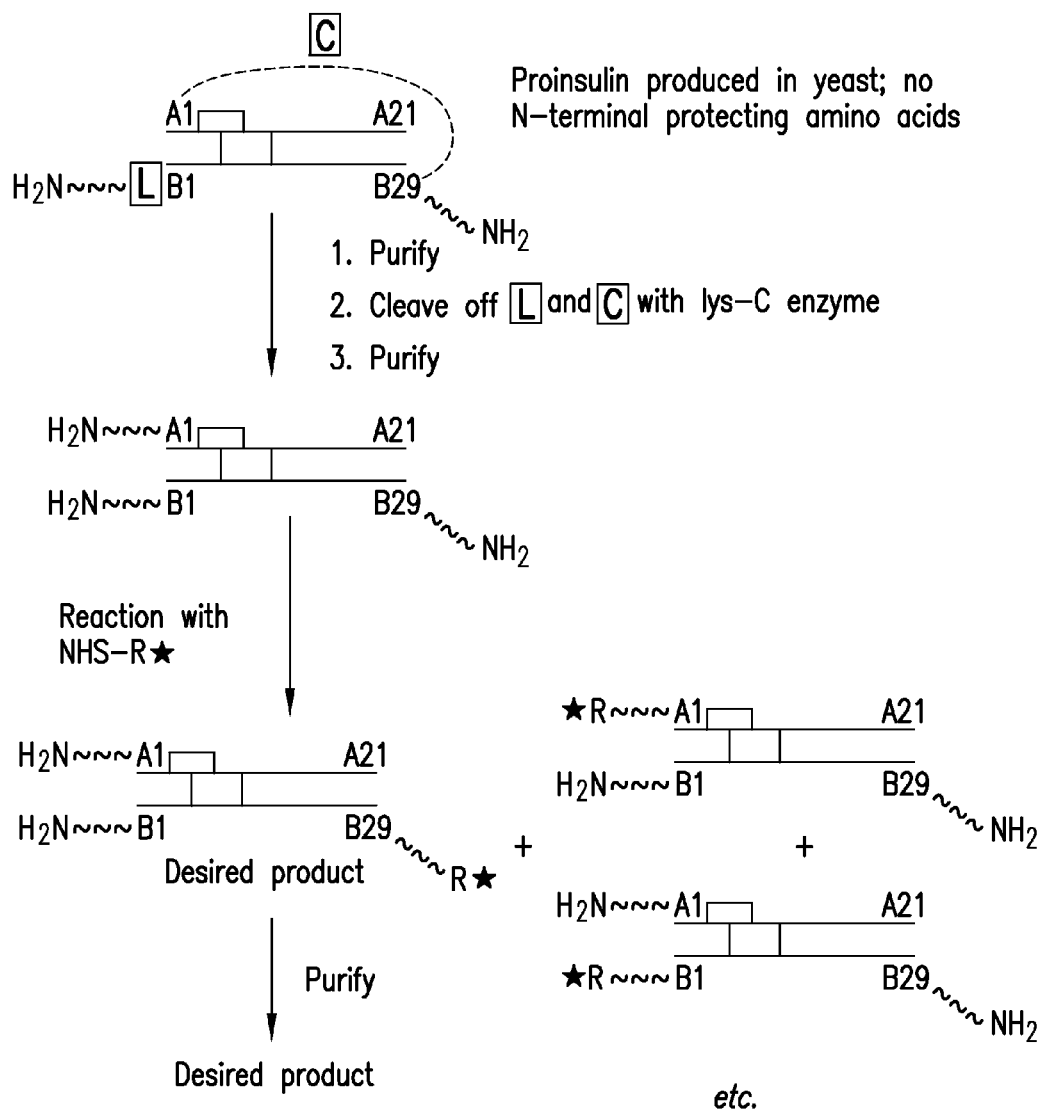 C
Proinsulin produced in yeast; no
N-terminal protecting amino acids
A1 A21
H2N~~~ L B1 B29 ~~~NH2
1. Purify
2. Cleave off L and C with lys-C enzyme
3. Purify
H2N~~~A1 A21
H2N~~~B1 B29 ~~~NH2
Reaction with
NHS-R★
H2N~~~A1 A21
H2N~~~B1 B29 ~~~R★
Desired product
+
★R~~~A1 A21
H2N~~~B1 B29 ~~~NH2
+
H2N~~~A1 A21
★R~~~B1 B29 ~~~NH2
Purify
Desired product
etc.